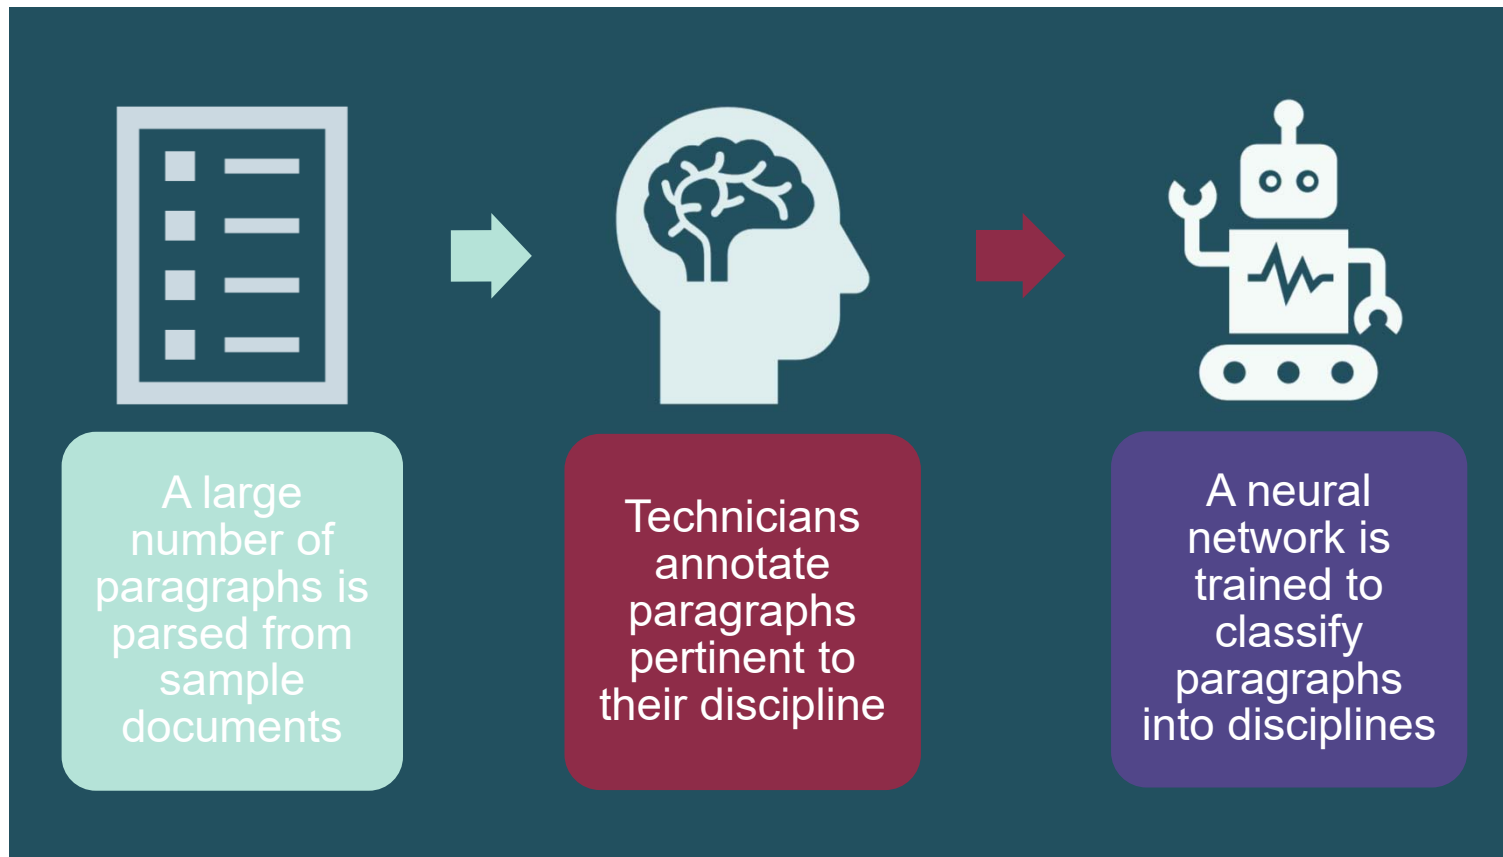 A large
number of
paragraphs is
parsed from
sample
documents
Technicians
annotate
paragraphs
pertinent to
their discipline
A neural
network is
trained to
classify
paragraphs
into disciplines